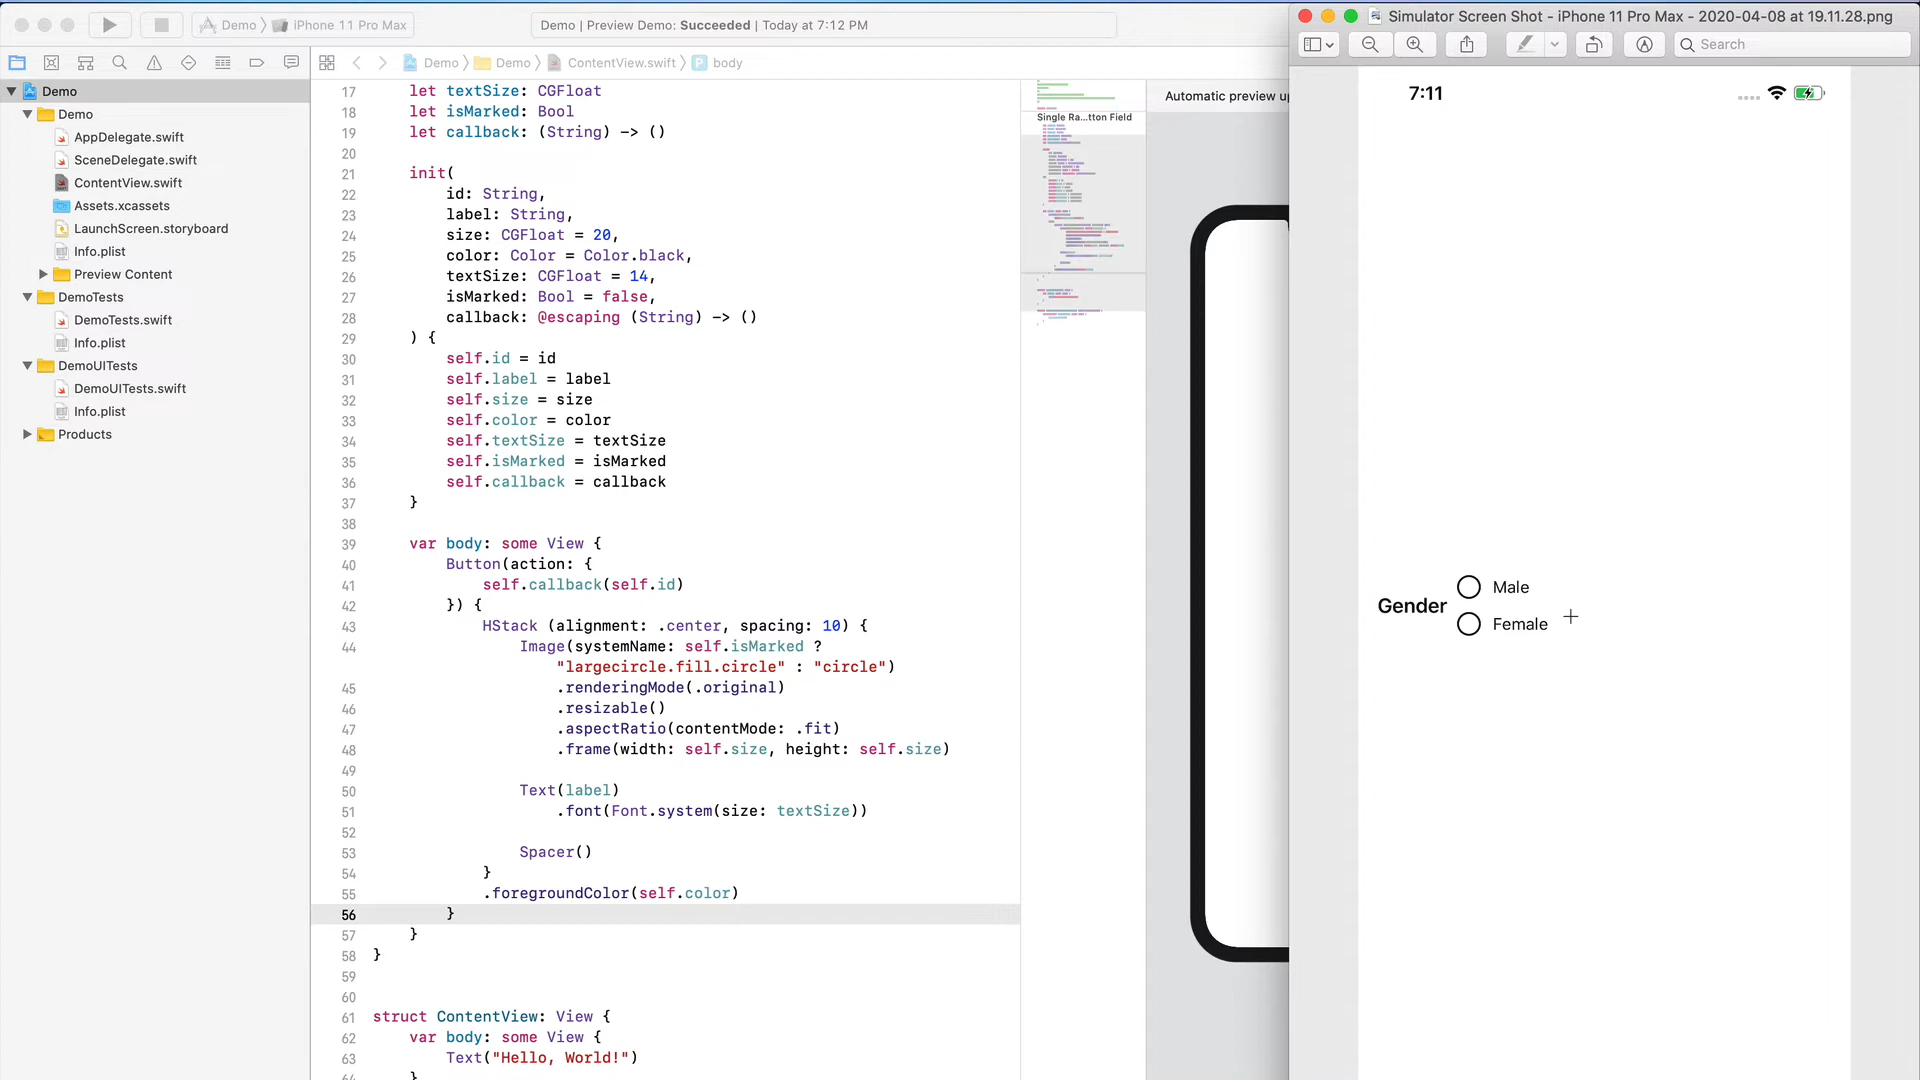 Demo
iPhone 11 Pro Max
Demo | Preview Demo: Succeeded | Today at 7:12 PM
Simulator Screen Shot - iPhone 11 Pro Max - 2020-04-08 at 19.11.28.png
Search
Demo
Demo
ContentView.swift
P
body
Demo
Demo
AppDelegate.swift
SceneDelegate.swift
ContentView.swift
Assets.xcassets
LaunchScreen.storyboard
Info.plist
Preview Content
DemoTests
DemoTests.swift
Info.plist
DemoUITests
DemoUITests.swift
Info.plist
Products
17 let textSize: CGFloat
18 let isMarked: Bool
19 let callback: (String) -> ()
20
21 init(
22 id: String,
23 label: String,
24 size: CGFloat = 20,
25 color: Color = Color.black,
26 textSize: CGFloat = 14,
27 isMarked: Bool = false,
28 callback: @escaping (String) -> ()
29 ) {
30 self.id = id
31 self.label = label
32 self.size = size
33 self.color = color
34 self.textSize = textSize
35 self.isMarked = isMarked
36 self.callback = callback
37 }
38
39 var body: some View {
40 Button(action: {
41 self.callback(self.id)
42 }) {
43 HStack (alignment: .center, spacing: 10) {
44 Image(systemName: self.isMarked ?
"largecircle.fill.circle" : "circle")
45 .renderingMode(.original)
46 .resizable()
47 .aspectRatio(contentMode: .fit)
48 .frame(width: self.size, height: self.size)
49
50 Text(label)
51 .font(Font.system(size: textSize))
52
53 Spacer()
54 }
55 .foregroundColor(self.color)
56 }
57 }
58 }
59
60
61 struct ContentView: View {
62 var body: some View {
63 Text("Hello, World!")
64 }
Single Ra...tton Field
Automatic preview up
7:11
Gender
Male
Female